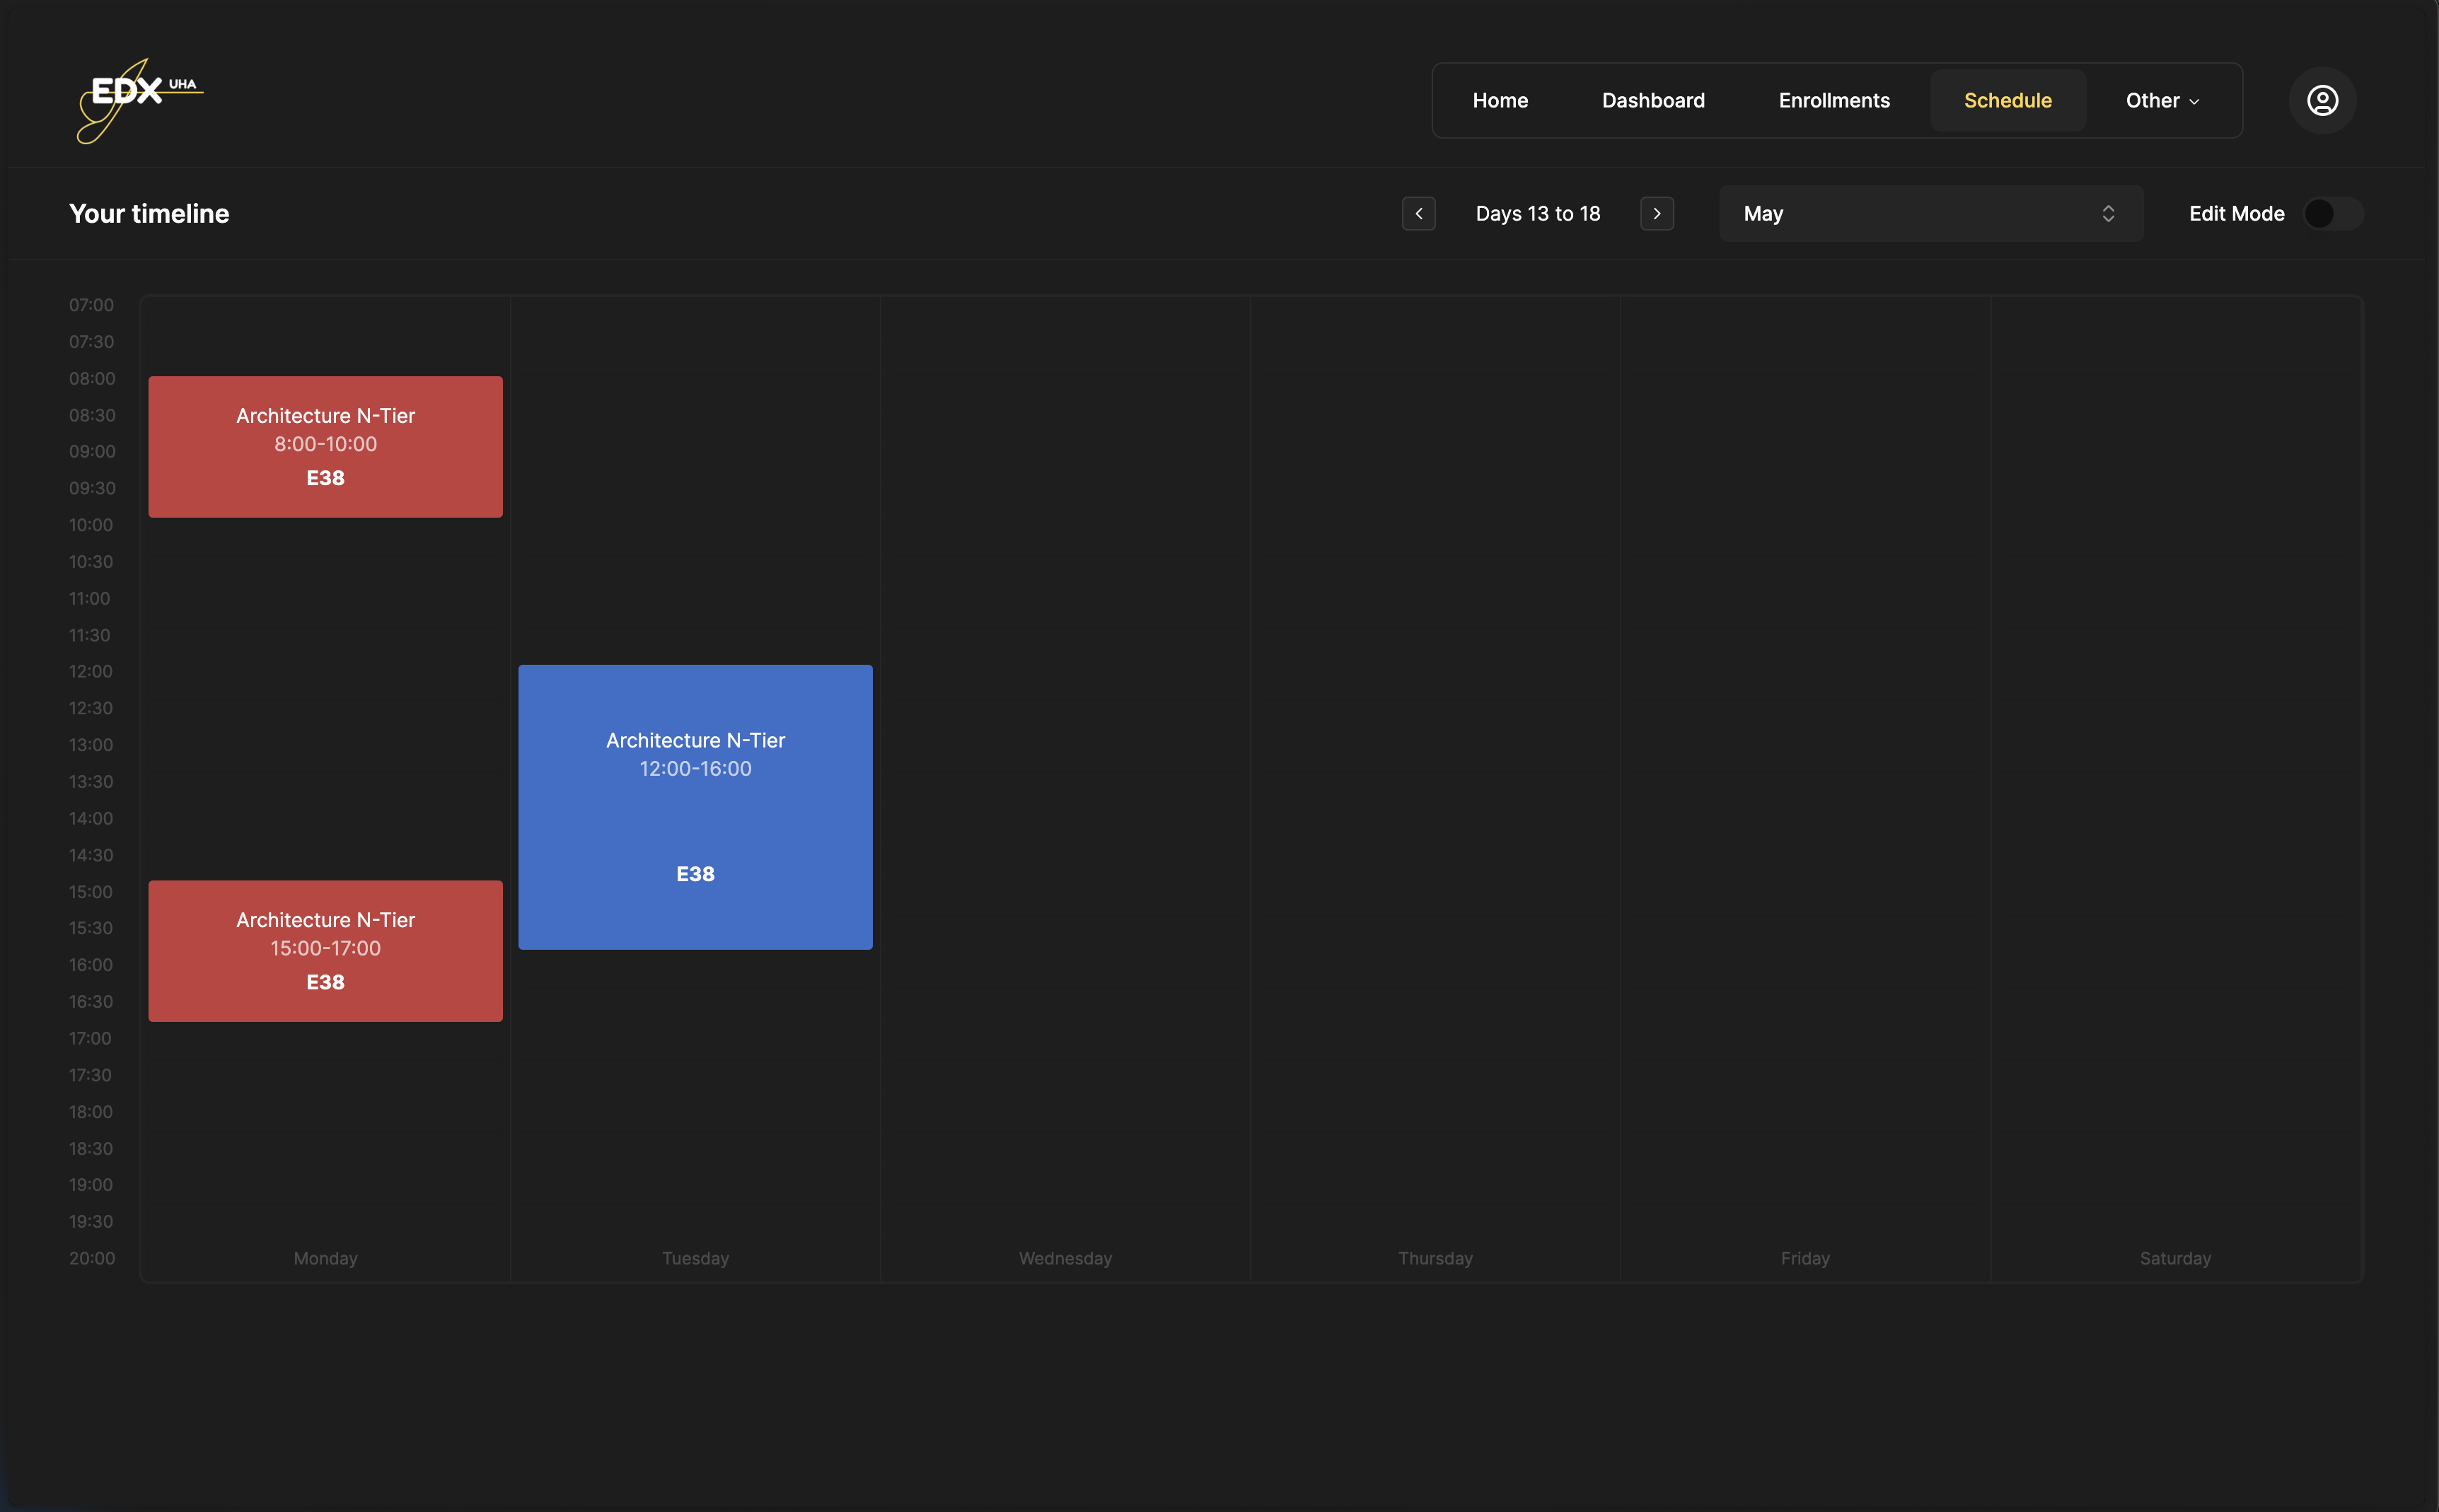 EDX UHA
Home Dashboard Enrollments Schedule Other
Your timeline
Days 13 to 18
May
Edit Mode
07:00
07:30
08:00
08:30
09:00
09:30
10:00
10:30
11:00
11:30
12:00
12:30
13:00
13:30
14:00
14:30
15:00
15:30
16:00
16:30
17:00
17:30
18:00
18:30
19:00
19:30
20:00
Architecture N-Tier
8:00-10:00
E38
Architecture N-Tier
15:00-17:00
E38
Architecture N-Tier
12:00-16:00
E38
Monday Tuesday Wednesday Thursday Friday Saturday